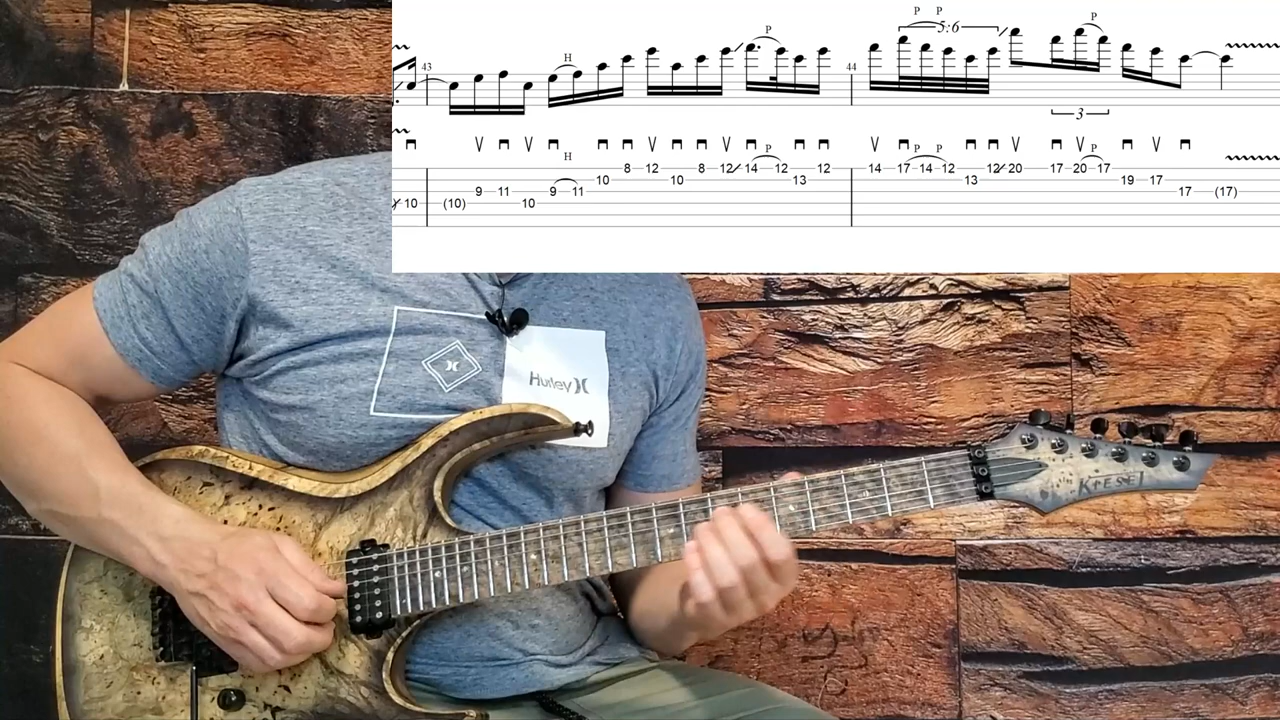 P P
5:6
P
P
43
H
44
3
H
P
P P
P
8 12 8 12 14 12 12 14 17 14 12 12 20 17 20 17
10 10 13 13 19 17
9 11 9 11 17 (17)
10 (10) 10
Hurley
KIESEL